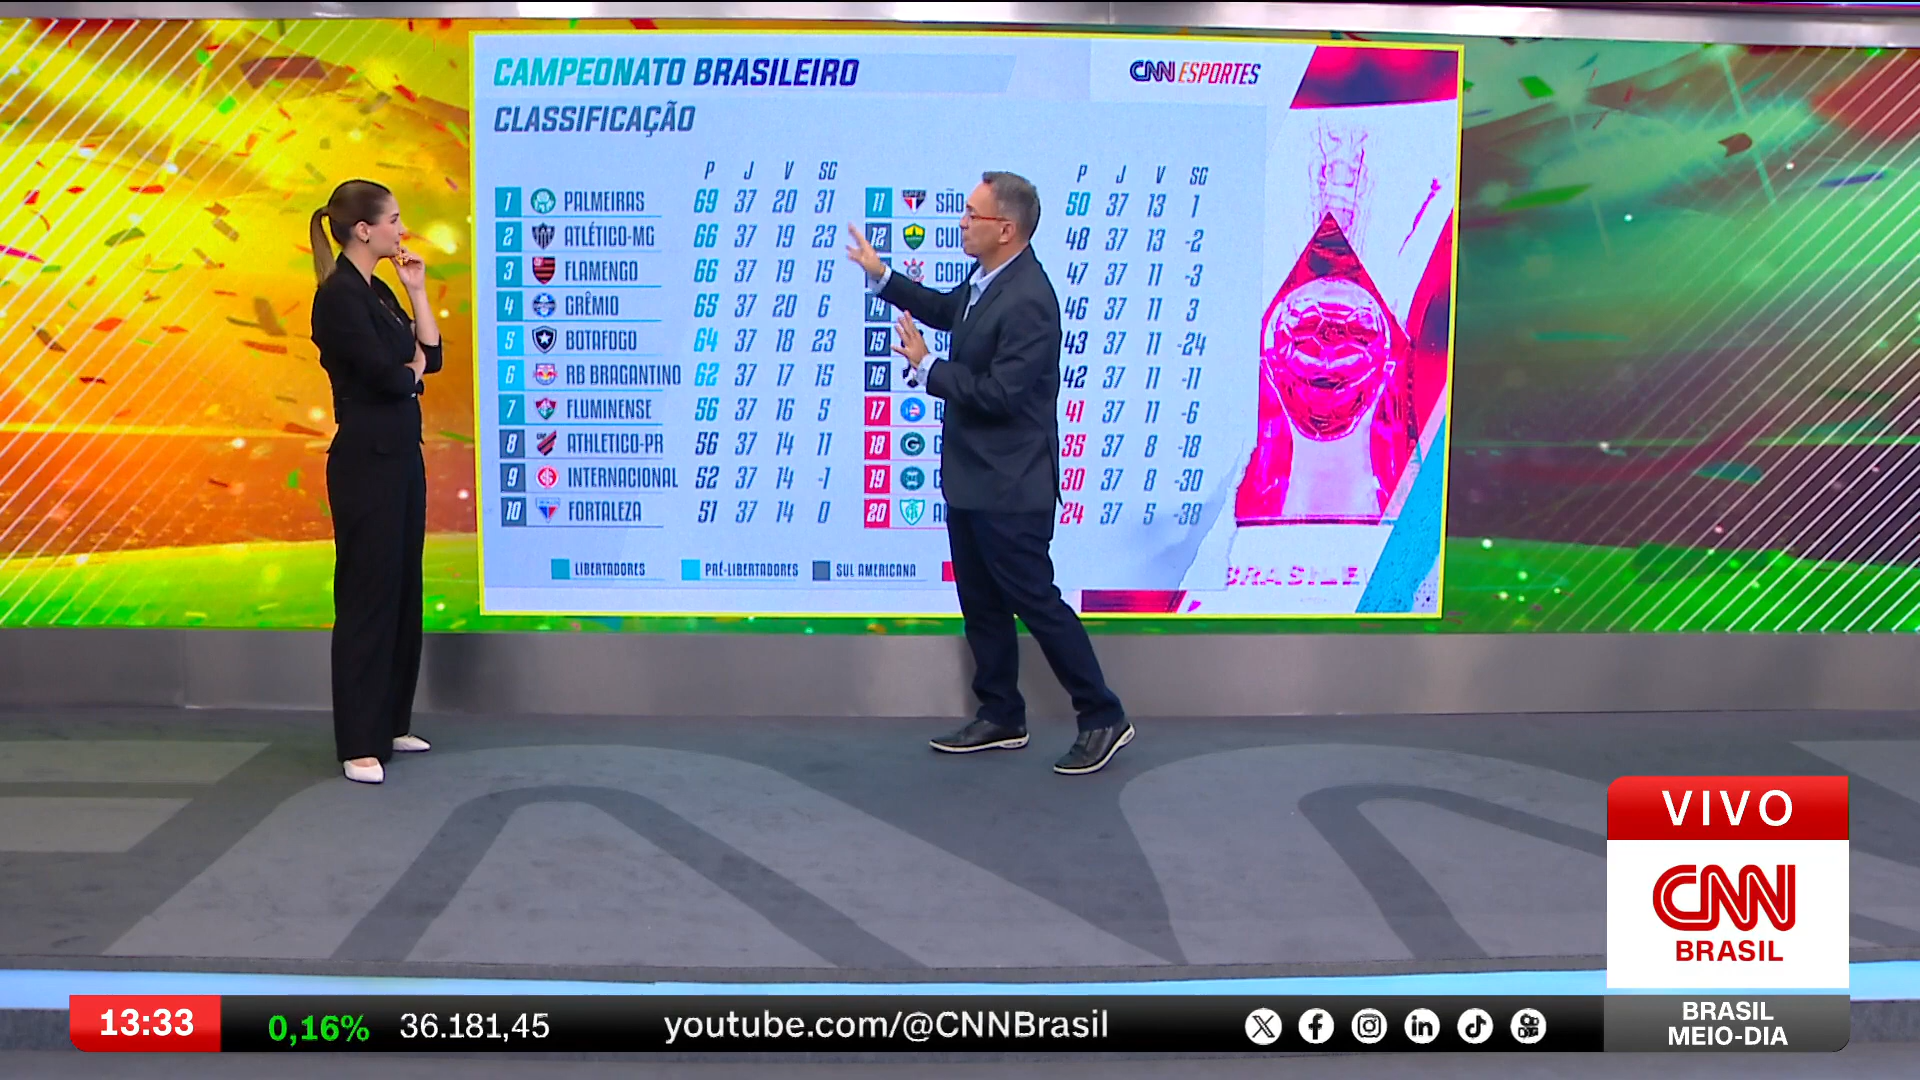 CAMPEONATO BRASILEIRO
CNN ESPORTES
CLASSIFICAÇÃO
P J V SG
1 PALMEIRAS 69 37 20 31
2 ATLÉTICO-MG 66 37 19 23
3 FLAMENGO 66 37 19 15
4 GRÊMIO 65 37 20 6
5 BOTAFOGO 64 37 18 23
6 RB BRAGANTINO 62 37 17 15
7 FLUMINENSE 56 37 16 5
8 ATHLETICO-PR 56 37 14 11
9 INTERNACIONAL 52 37 14 -1
10 FORTALEZA 51 37 14 0
P J V SG
11 SÃO 50 37 13 1
12 CUI 48 37 13 -2
CORI 47 37 11 -3
14 46 37 11 3
15 SA 43 37 11 -24
16 42 37 11 -11
17 B 41 37 11 -6
18 G 35 37 8 -18
19 C 30 37 8 -30
20 A 24 37 5 -38
LIBERTADORES PRÉ-LIBERTADORES SUL AMERICANA
BRASILE
VIVO
CNN
BRASIL
BRASIL
MEIO-DIA
13:33 0,16% 36.181,45 youtube.com/@CNNBrasil